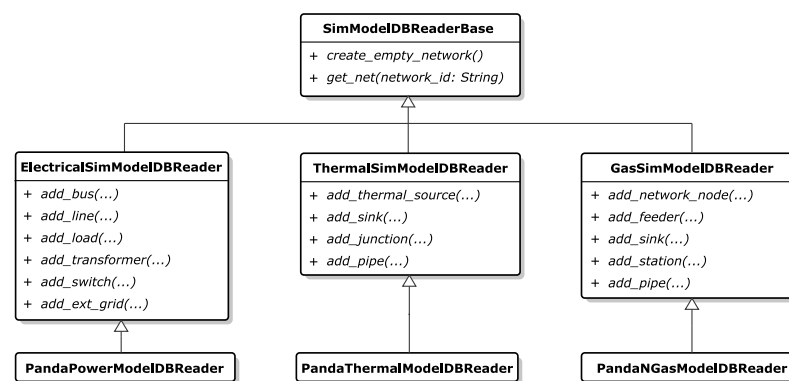 SimModelDBReaderBase
+ create_empty_network()
+ get_net(network_id: String)
ElectricalSimModelDBReader
+ add_bus(...)
+ add_line(...)
+ add_load(...)
+ add_transformer(...)
+ add_switch(...)
+ add_ext_grid(...)
ThermalSimModelDBReader
+ add_thermal_source(...)
+ add_sink(...)
+ add_junction(...)
+ add_pipe(...)
GasSimModelDBReader
+ add_network_node(...)
+ add_feeder(...)
+ add_sink(...)
+ add_station(...)
+ add_pipe(...)
PandaPowerModelDBReader
PandaThermalModelDBReader
PandaNGasModelDBReader